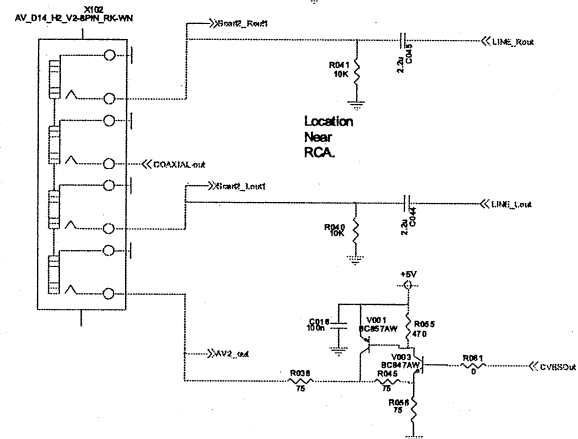 X102
AV_D14_H2_V2-8PIN_RK-WN
Scart2_Rout1
C045
2.2u
LINE_Rout
R041
10K
Location
Near
RCA.
COAXIAL-out
Scart2_Lout1
C044
2.2u
LINE_Lout
R040
10K
+5V
C016
100n
V001
BC857AW
R055
470
V003
BC847AW
R061
0
CVBSOut
AV2_out
R038
75
R045
75
R056
75